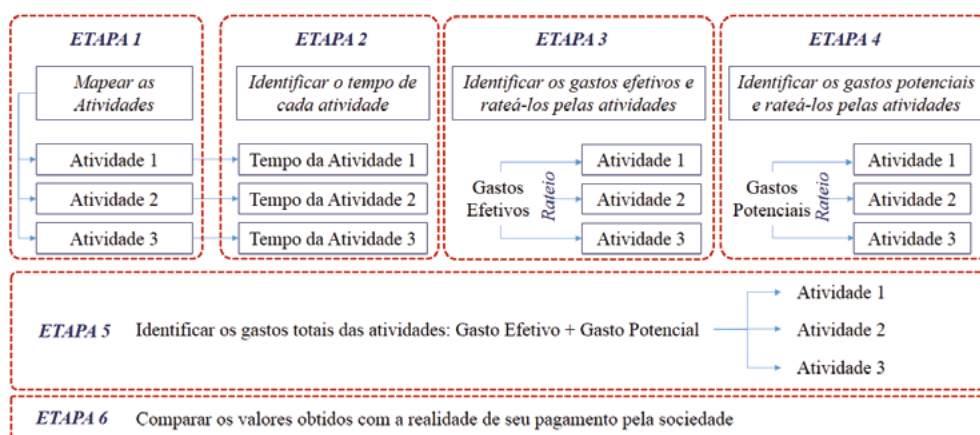 ETAPA 1
Mapear as
Atividades
Atividade 1
Atividade 2
Atividade 3
ETAPA 2
Identificar o tempo de
cada atividade
Tempo da Atividade 1
Tempo da Atividade 2
Tempo da Atividade 3
ETAPA 3
Identificar os gastos efetivos e
rateá-los pelas atividades
Gastos
Efetivos
Rateio
Atividade 1
Atividade 2
Atividade 3
ETAPA 4
Identificar os gastos potenciais
e rateá-los pelas atividades
Gastos
Potenciais
Rateio
Atividade 1
Atividade 2
Atividade 3
ETAPA 5
Identificar os gastos totais das atividades: Gasto Efetivo + Gasto Potencial
Atividade 1
Atividade 2
Atividade 3
ETAPA 6
Comparar os valores obtidos com a realidade de seu pagamento pela sociedade